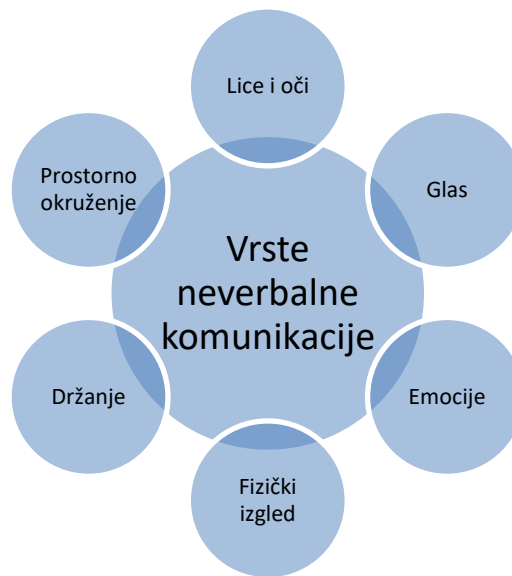 Lice i oči
Prostorno
okruženje
Glas
Vrste
neverbalne
komunikacije
Držanje
Emocije
Fizički
izgled